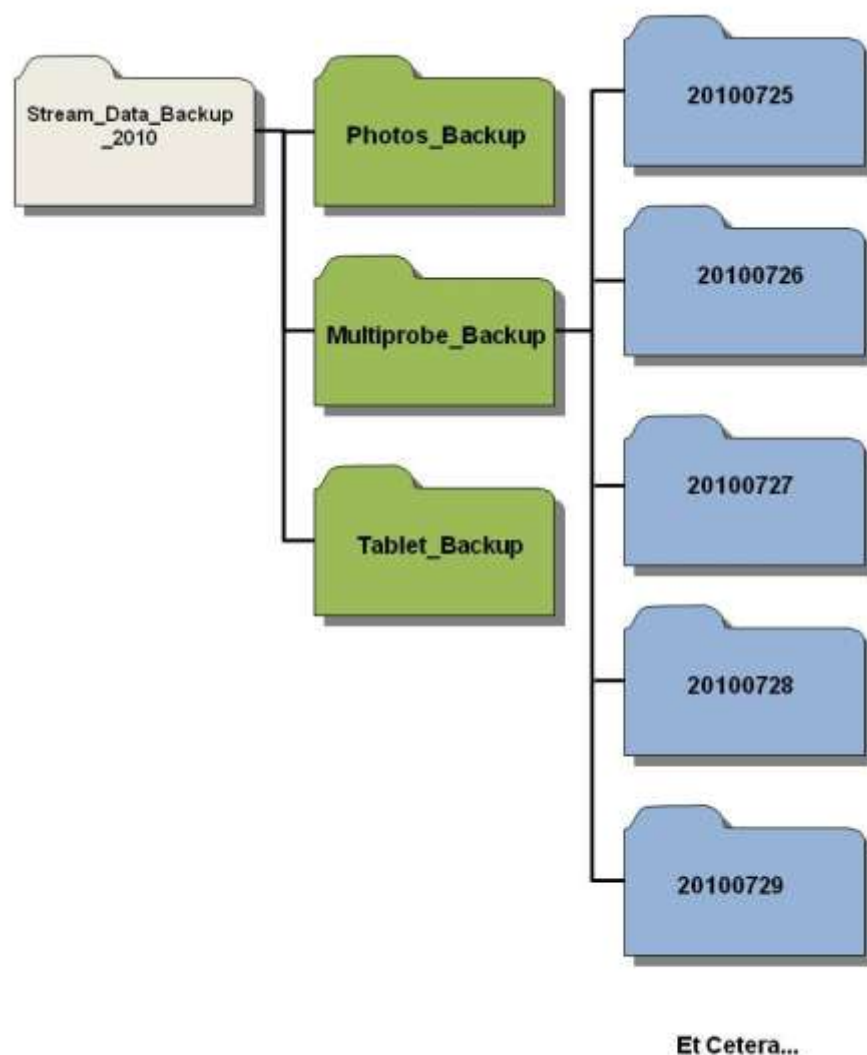 Stream_Data_Backup
_2010
Photos_Backup
Multiprobe_Backup
Tablet_Backup
20100725
20100726
20100727
20100728
20100729
Et Cetera...